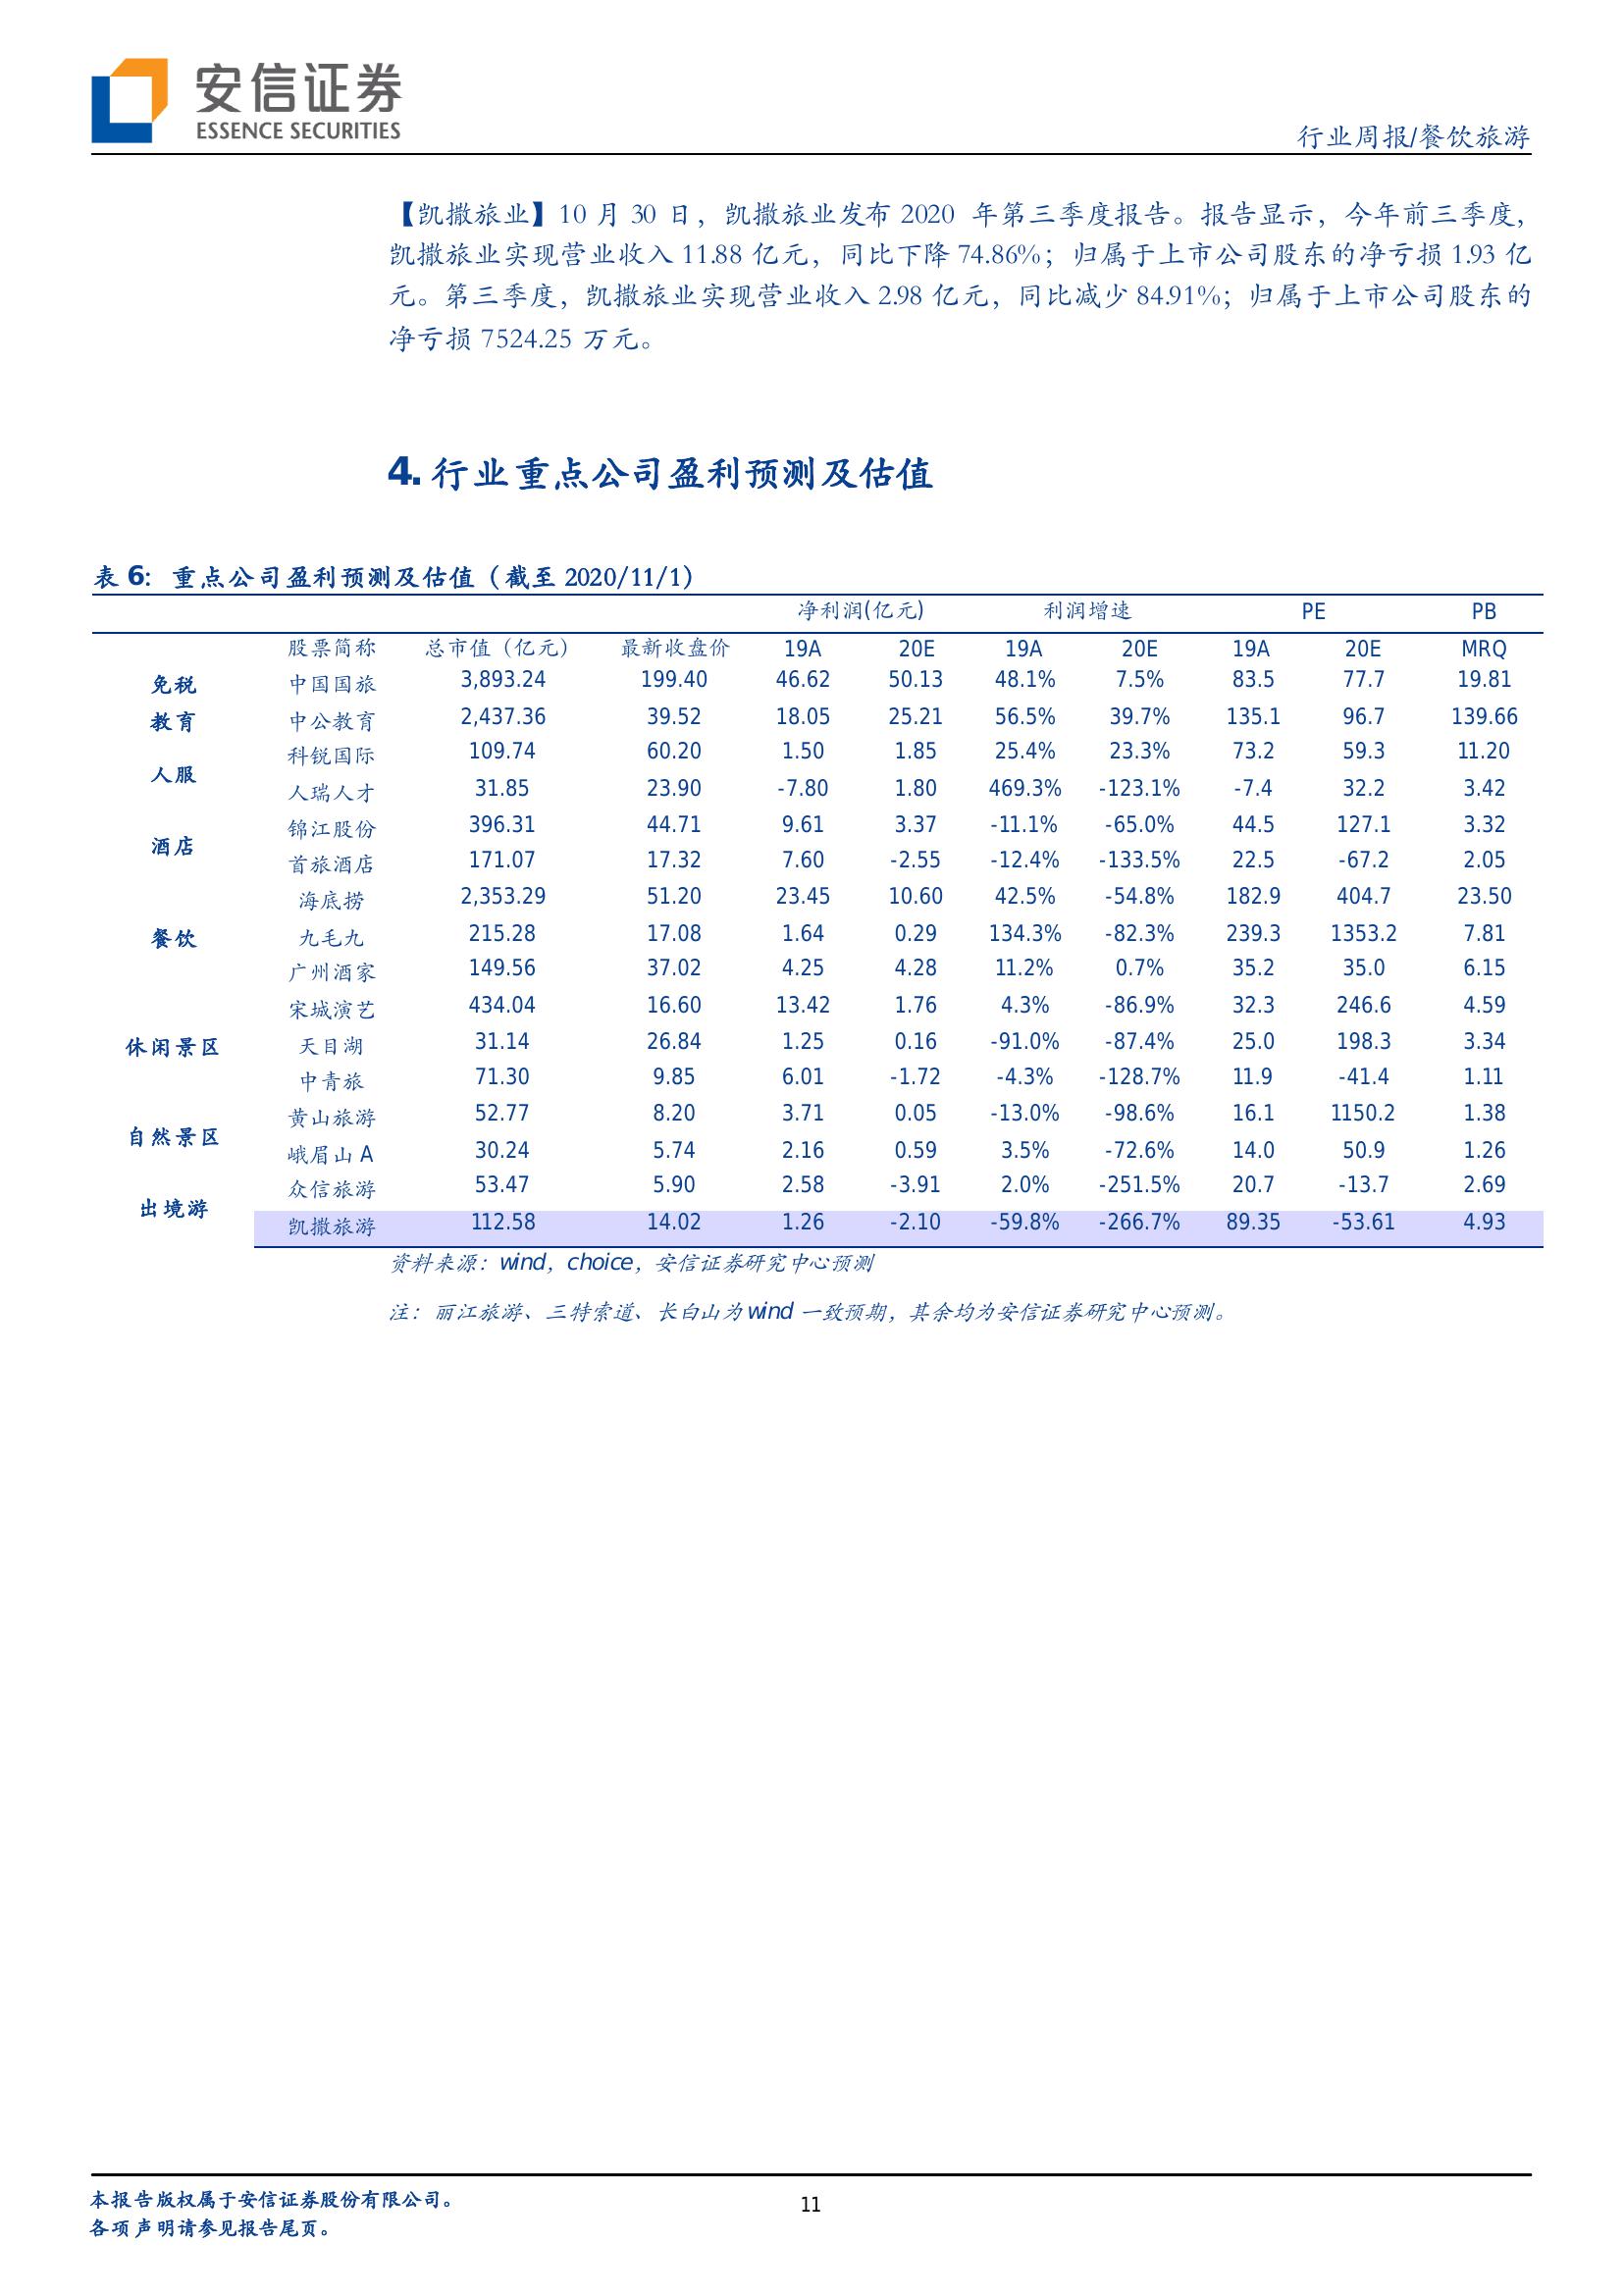 安信证券
ESSENCE SECURITIES
行业周报/餐饮旅游
【凯撒旅业】10 月 30 日，凯撒旅业发布 2020 年第三季度报告。报告显示，今年前三季度，
凯撒旅业实现营业收入 11.88 亿元，同比下降 74.86%；归属于上市公司股东的净亏损 1.93 亿
元。第三季度，凯撒旅业实现营业收入 2.98 亿元，同比减少 84.91%；归属于上市公司股东的
净亏损 7524.25 万元。
4. 行业重点公司盈利预测及估值
表 6：重点公司盈利预测及估值（截至 2020/11/1）
净利润(亿元) 利润增速 PE PB
股票简称 总市值（亿元） 最新收盘价 19A 20E 19A 20E 19A 20E MRQ
免税 中国国旅 3,893.24 199.40 46.62 50.13 48.1% 7.5% 83.5 77.7 19.81
教育 中公教育 2,437.36 39.52 18.05 25.21 56.5% 39.7% 135.1 96.7 139.66
人服 科锐国际 109.74 60.20 1.50 1.85 25.4% 23.3% 73.2 59.3 11.20
人瑞人才 31.85 23.90 -7.80 1.80 469.3% -123.1% -7.4 32.2 3.42
酒店 锦江股份 396.31 44.71 9.61 3.37 -11.1% -65.0% 44.5 127.1 3.32
首旅酒店 171.07 17.32 7.60 -2.55 -12.4% -133.5% 22.5 -67.2 2.05
海底捞 2,353.29 51.20 23.45 10.60 42.5% -54.8% 182.9 404.7 23.50
餐饮 九毛九 215.28 17.08 1.64 0.29 134.3% -82.3% 239.3 1353.2 7.81
广州酒家 149.56 37.02 4.25 4.28 11.2% 0.7% 35.2 35.0 6.15
宋城演艺 434.04 16.60 13.42 1.76 4.3% -86.9% 32.3 246.6 4.59
休闲景区 天目湖 31.14 26.84 1.25 0.16 -91.0% -87.4% 25.0 198.3 3.34
中青旅 71.30 9.85 6.01 -1.72 -4.3% -128.7% 11.9 -41.4 1.11
自然景区 黄山旅游 52.77 8.20 3.71 0.05 -13.0% -98.6% 16.1 1150.2 1.38
峨眉山 A 30.24 5.74 2.16 0.59 3.5% -72.6% 14.0 50.9 1.26
出境游 众信旅游 53.47 5.90 2.58 -3.91 2.0% -251.5% 20.7 -13.7 2.69
凯撒旅游 112.58 14.02 1.26 -2.10 -59.8% -266.7% 89.35 -53.61 4.93
资料来源：wind，choice，安信证券研究中心预测
注：丽江旅游、三特索道、长白山为 wind 一致预期，其余均为安信证券研究中心预测。
本报告版权属于安信证券股份有限公司。
各项声明请参见报告尾页。
11